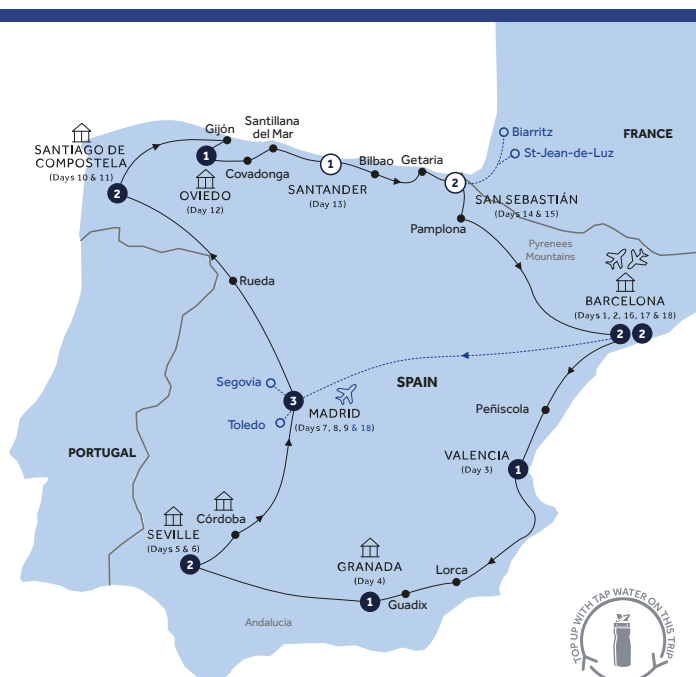 Gijón
Santillana
del Mar
SANTIAGO DE
COMPOSTELA
(Days 10 & 11)
2
1
OVIEDO
(Day 12)
Covadonga
1
SANTANDER
(Day 13)
Bilbao
Getaria
2
SAN SEBASTIÁN
(Days 14 & 15)
Biarritz
St-Jean-de-Luz
FRANCE
Pamplona
Pyrenees
Mountains
BARCELONA
(Days 1, 2, 16, 17 & 18)
2
2
Rueda
Segovia
Toledo
3
MADRID
(Days 7, 8, 9 & 18)
SPAIN
Peñiscola
VALENCIA
(Day 3)
1
PORTUGAL
Córdoba
SEVILLE
(Days 5 & 6)
2
GRANADA
(Day 4)
1
Guadix
Lorca
Andalucia
TOP UP WITH TAP WATER ON THIS TRIP